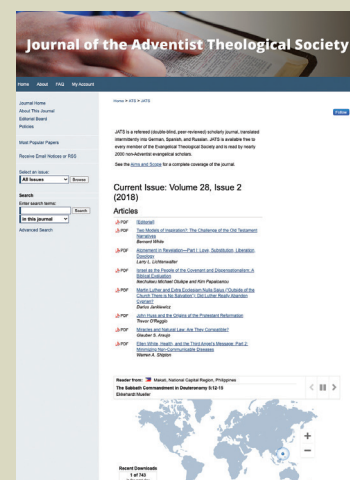 Journal of the Adventist Theological Society
Home About FAQ My Account
Journal Home
About This Journal
Editorial Board
Policies
Most Popular Papers
Receive Email Notices or RSS
Select an issue:
All Issues Browse
Search
Enter search terms:
Search
in this journal
Advanced Search
Home > ATS > JATS
Follow
JATS is a refereed (double-blind, peer-reviewed) scholarly journal, translated
intermittently into German, Spanish, and Russian. JATS is available free to
every member of the Evangelical Theological Society and is read by nearly
2000 non-Adventist evangelical scholars.
See the Aims and Scope for a complete coverage of the journal.
Current Issue: Volume 28, Issue 2
(2018)
Articles
PDF [Editorial]
PDF Two Models of Inspiration?: The Challenge of the Old Testament
Narratives
Bernard White
PDF Atonement in Revelation—Part I: Love, Substitution, Liberation,
Doxology
Larry L. Lichtenwalter
PDF Israel as the People of the Covenant and Dispensationalism: A
Biblical Evaluation
Ikechukwu Michael Oluikpe and Kim Papaioannou
PDF Martin Luther and Extra Ecclesian Nulla Salus ("Outside of the
Church There Is No Salvation"): Did Luther Really Abandon
Cyprian?
Darius Jankiewicz
PDF John Huss and the Origins of the Protestant Reformation
Trevor O'Reggio
PDF Miracles and Natural Law: Are They Compatible?
Glauber S. Araujo
PDF Ellen White, Health, and the Third Angel's Message, Part 2:
Minimizing Non-Communicable Diseases
Warren A. Shipton
Reader from: Makati, National Capital Region, Philippines
The Sabbath Commandment in Deuteronomy 5:12-15
Ekkehardt Mueller
+
−
Recent Downloads
1 of 743